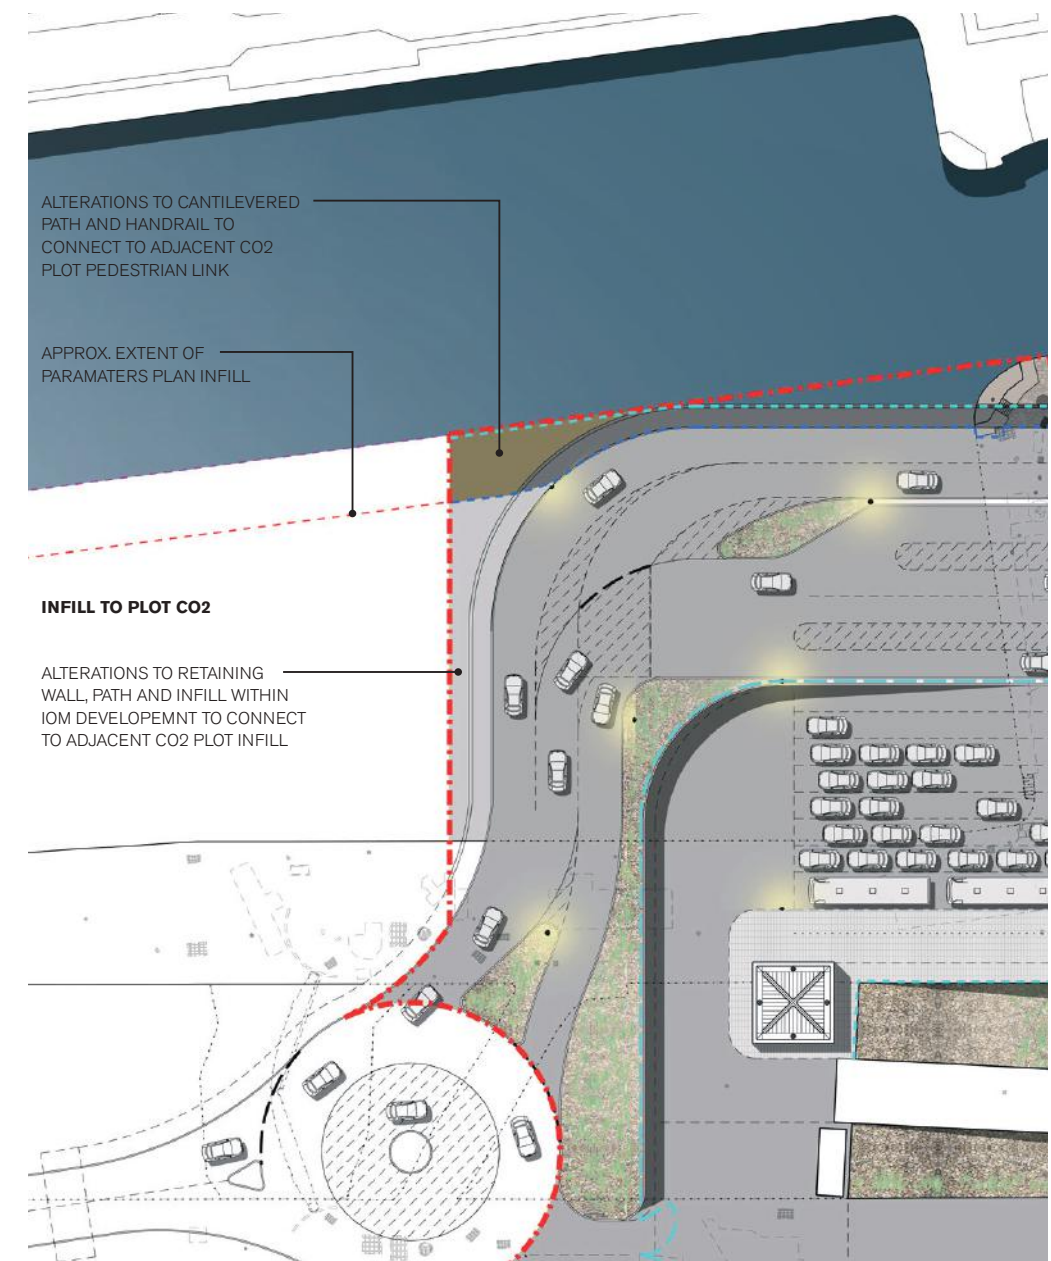 ALTERATIONS TO CANTILEVERED
PATH AND HANDRAIL TO
CONNECT TO ADJACENT CO2
PLOT PEDESTRIAN LINK
APPROX. EXTENT OF
PARAMATERS PLAN INFILL
INFILL TO PLOT CO2
ALTERATIONS TO RETAINING
WALL, PATH AND INFILL WITHIN
IOM DEVELOPEMNT TO CONNECT
TO ADJACENT CO2 PLOT INFILL